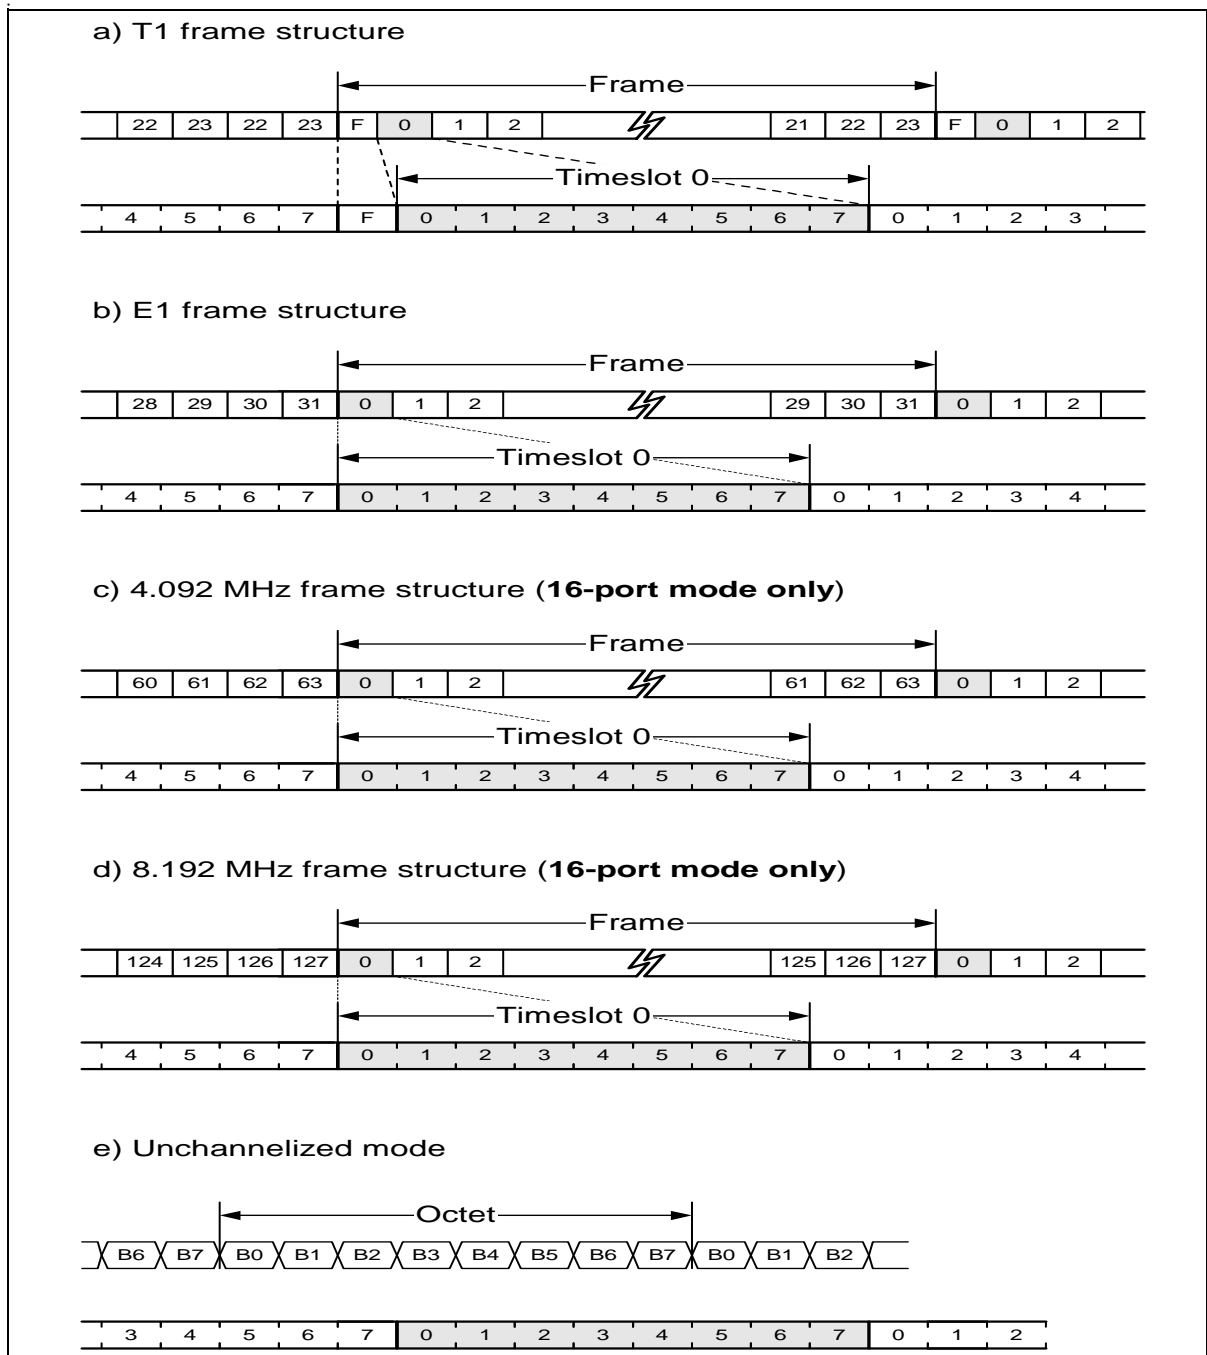 a) T1 frame structure
Frame
22 23 22 23 F 0 1 2 21 22 23 F 0 1 2
Timeslot 0
4 5 6 7 F 0 1 2 3 4 5 6 7 0 1 2 3
b) E1 frame structure
Frame
28 29 30 31 0 1 2 29 30 31 0 1 2
Timeslot 0
4 5 6 7 0 1 2 3 4 5 6 7 0 1 2 3 4
c) 4.092 MHz frame structure (16-port mode only)
Frame
60 61 62 63 0 1 2 61 62 63 0 1 2
Timeslot 0
4 5 6 7 0 1 2 3 4 5 6 7 0 1 2 3 4
d) 8.192 MHz frame structure (16-port mode only)
Frame
124 125 126 127 0 1 2 125 126 127 0 1 2
Timeslot 0
4 5 6 7 0 1 2 3 4 5 6 7 0 1 2 3 4
e) Unchannelized mode
Octet
B6 B7 B0 B1 B2 B3 B4 B5 B6 B7 B0 B1 B2
3 4 5 6 7 0 1 2 3 4 5 6 7 0 1 2